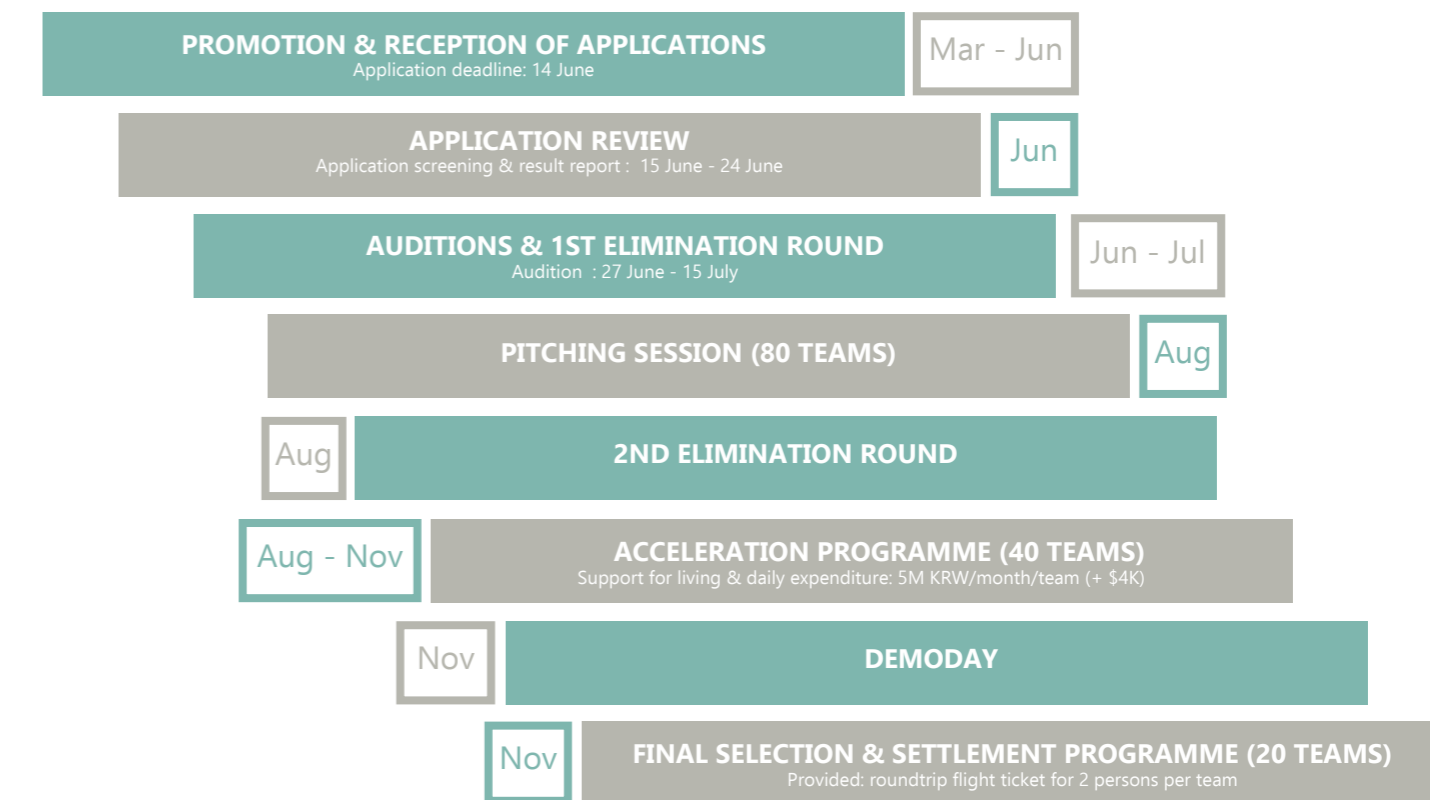 PROMOTION & RECEPTION OF APPLICATIONS
Application deadline: 14 June
Mar - Jun
APPLICATION REVIEW
Application screening & result report :  15 June - 24 June
Jun
AUDITIONS & 1ST ELIMINATION ROUND
Audition  : 27 June - 15 July
Jun - Jul
PITCHING SESSION (80 TEAMS)
Aug
Aug
2ND ELIMINATION ROUND
Aug - Nov
ACCELERATION PROGRAMME (40 TEAMS)
Support for living & daily expenditure: 5M KRW/month/team (+ $4K)
Nov
DEMODAY
Nov
FINAL SELECTION & SETTLEMENT PROGRAMME (20 TEAMS)
Provided: roundtrip flight ticket for 2 persons per team